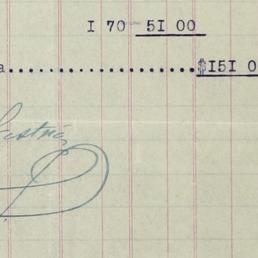 I 70 - 5I 00
a........................$I5I 0